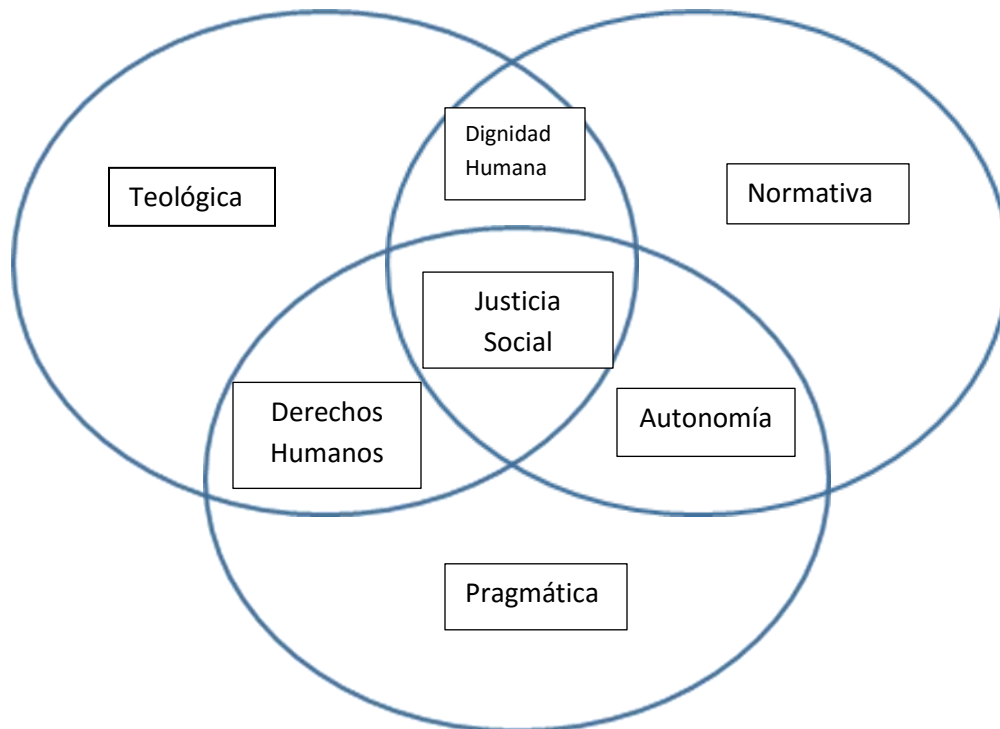 Dignidad
Humana
Teológica
Normativa
Justicia
Social
Derechos
Humanos
Autonomía
Pragmática